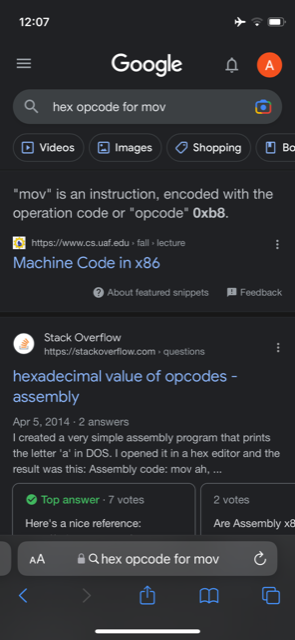 12:07
Google
A
hex opcode for mov
Videos
Images
Shopping
Bo
"mov" is an instruction, encoded with the
operation code or "opcode" 0xb8.
https://www.cs.uaf.edu › fall › lecture
Machine Code in x86
About featured snippets
Feedback
Stack Overflow
https://stackoverflow.com › questions
hexadecimal value of opcodes -
assembly
Apr 5, 2014 · 2 answers
I created a very simple assembly program that prints
the letter 'a' in DOS. I opened it in a hex editor and the
result was this: Assembly code: mov ah, ...
Top answer · 7 votes
2 votes
Here's a nice reference:
Are Assembly x8
AA
hex opcode for mov